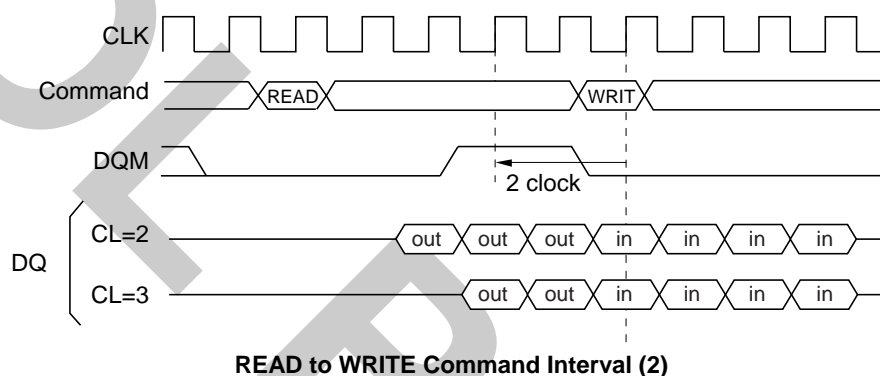 CLK
Command READ WRIT
DQM
2 clock
DQ
CL=2 out out out in in in in
CL=3 out out in in in in
READ to WRITE Command Interval (2)